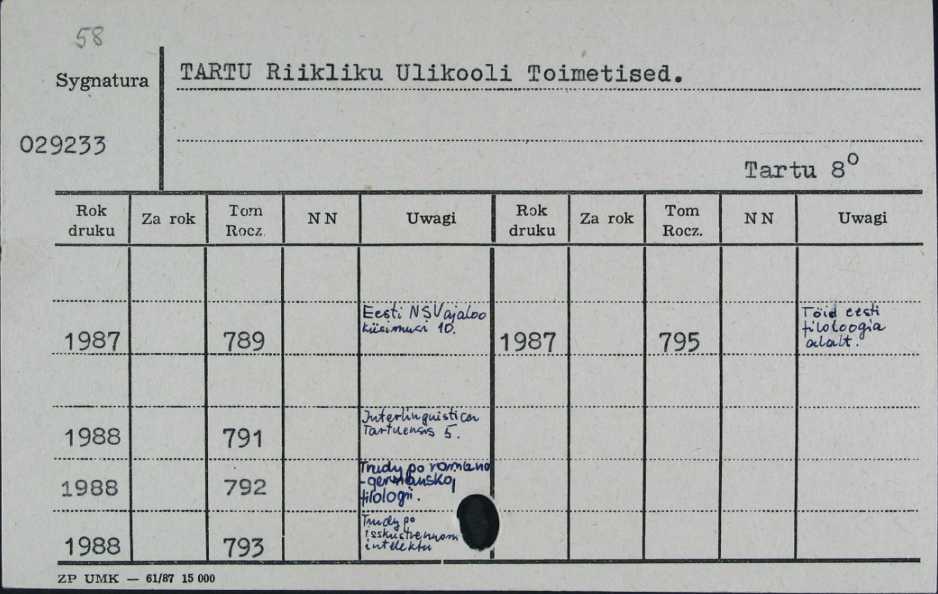 58
Sygnatura
TARTU Riikliku Ulikooli Toimetised.
029233
Tartu 8º
Rok druku
Za rok
Tom Rocz.
N N
Uwagi
Rok druku
Za rok
Tom Rocz.
N N
Uwagi
1987 789
Eesti NSV ajaloo
küsimusi 10.
1987 795
Töid eesti
filoloogia
alalt.
1988 791
Interlinguistica
Tartuensis 5.
1988 792
Trudy po romano
-germanskoj
filologii.
1988 793
Trudy po
isskustvennom
intelektu
ZP UMK — 61/87 15 000